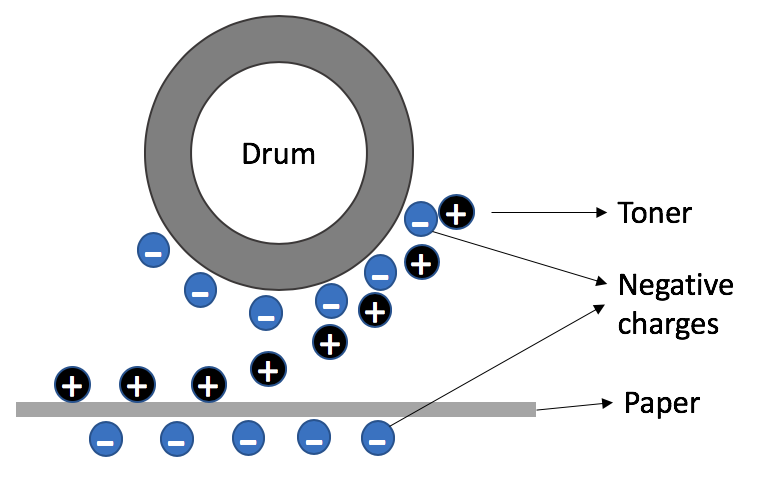 Drum
Toner
Negative
charges
Paper